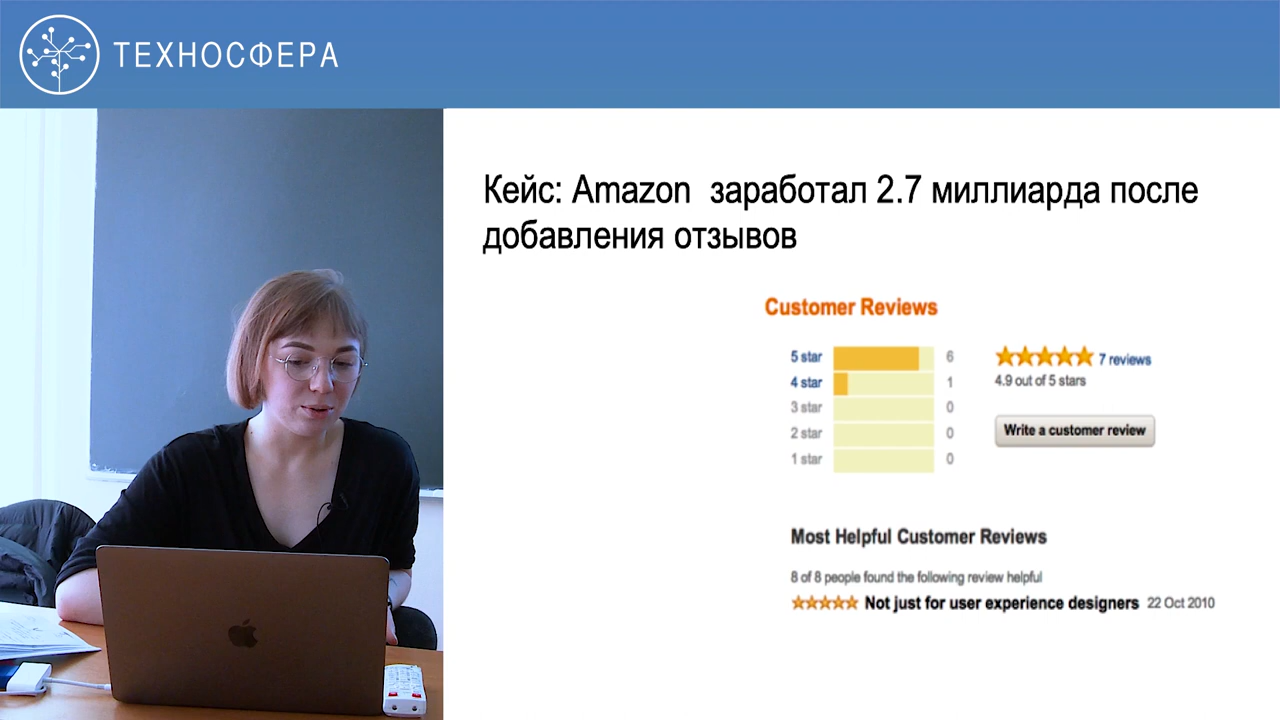 ТЕХНОСФЕРА
Кейс: Amazon заработал 2.7 миллиарда после
добавления отзывов
Customer Reviews
5 star 6
4 star 1
3 star 0
2 star 0
1 star 0
7 reviews
4.9 out of 5 stars
Write a customer review
Most Helpful Customer Reviews
8 of 8 people found the following review helpful
Not just for user experience designers 22 Oct 2010